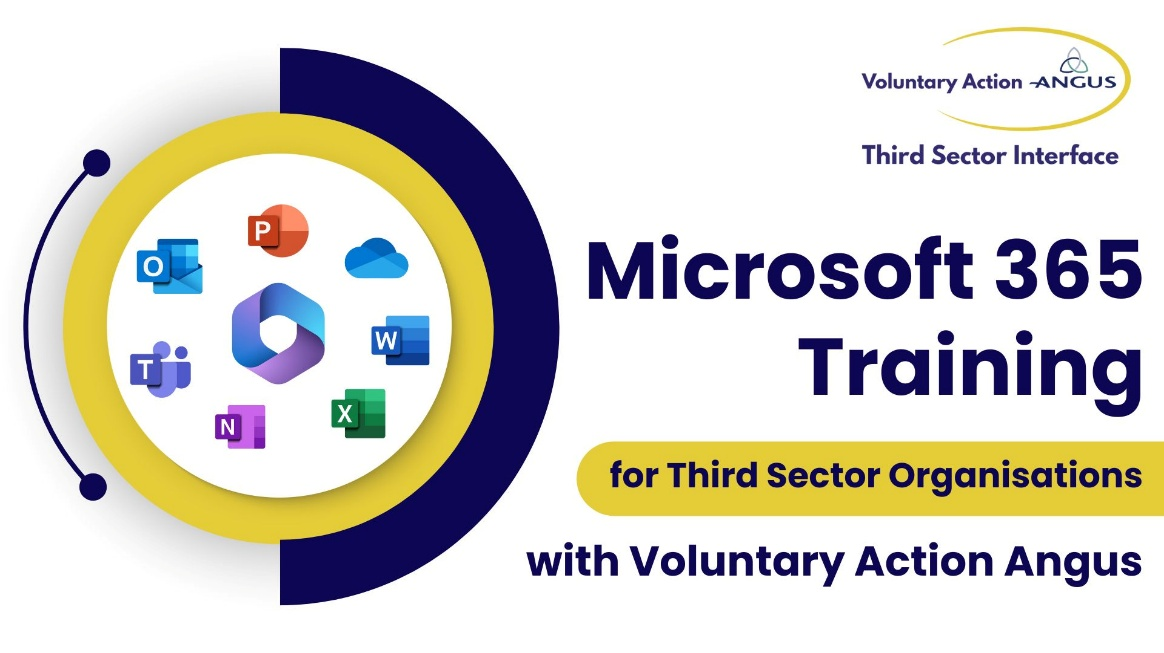 Voluntary Action ANGUS
Third Sector Interface
Microsoft 365
Training
for Third Sector Organisations
with Voluntary Action Angus
P
O
W
T
X
N